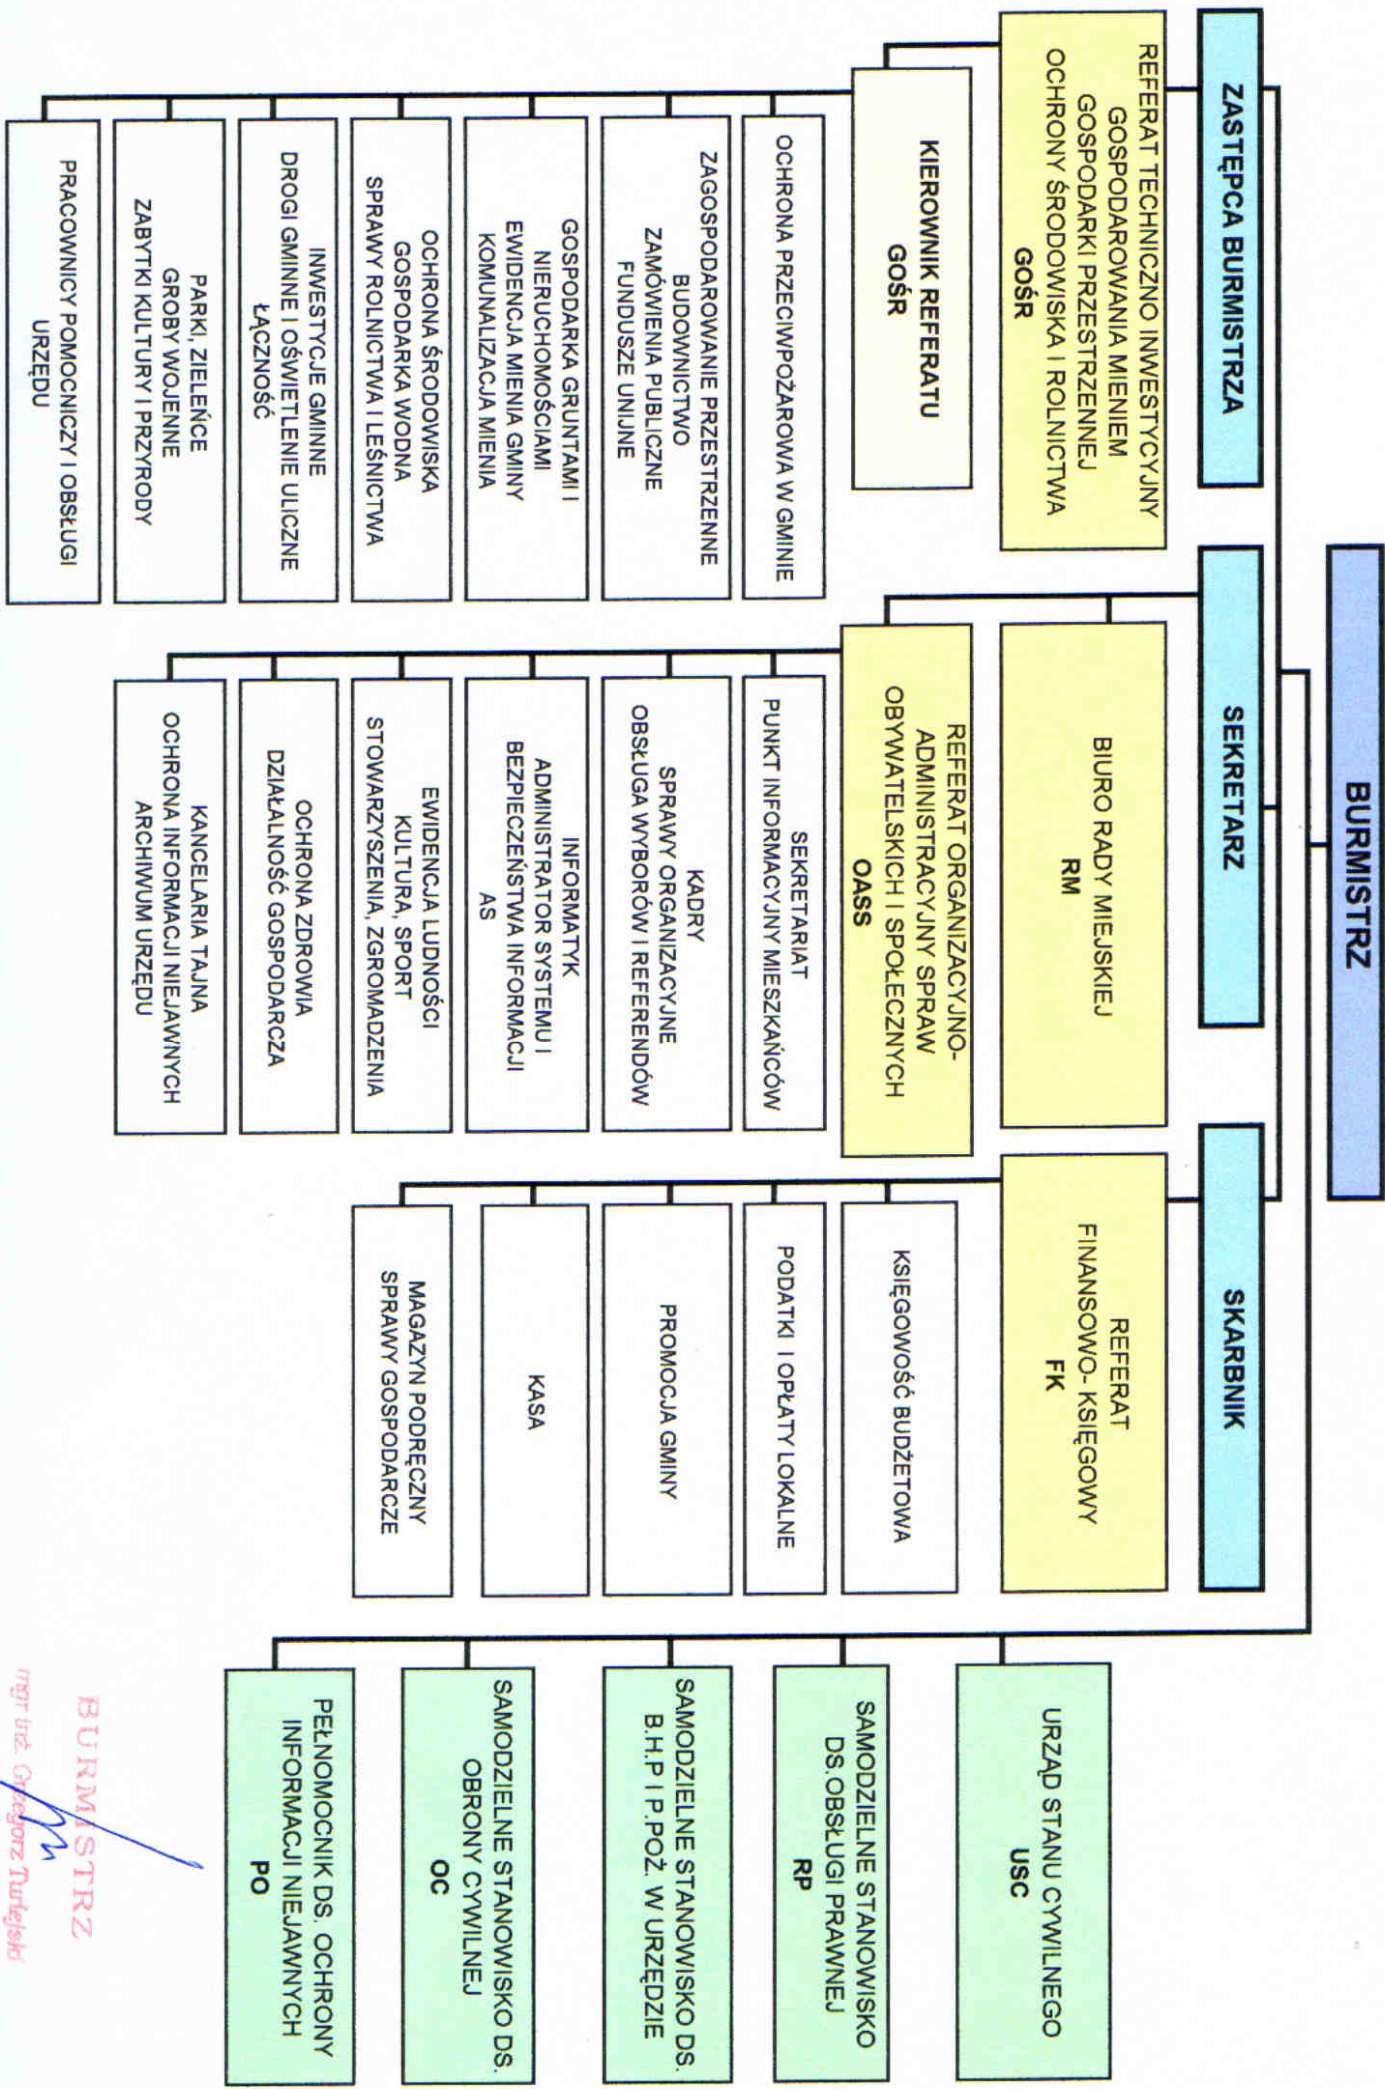 BURMISTRZ
ZASTĘPCA BURMISTRZA
SEKRETARZ
SKARBNIK
REFERAT TECHNICZNO INWESTYCYJNY
GOSPODAROWANIA MIENIEM
GOSPODARKI PRZESTRZENNEJ
OCHRONY ŚRODOWISKA I ROLNICTWA
GOŚR
KIEROWNIK REFERATU
GOŚR
OCHRONA PRZECIWPOŻAROWA W GMINIE
ZAGOSPODAROWANIE PRZESTRZENNE
BUDOWNICTWO
ZAMÓWIENIA PUBLICZNE
FUNDUSZE UNIJNE
GOSPODARKA GRUNTAMI I
NIERUCHOMOŚCIAMI
EWIDENCJA MIENIA GMINY
KOMUNALIZACJA MIENIA
OCHRONA ŚRODOWISKA
GOSPODARKA WODNA
SPRAWY ROLNICTWA I LEŚNICTWA
INWESTYCJE GMINNE
DROGI GMINNE I OŚWIETLENIE ULICZNE
ŁĄCZNOŚĆ
PARKI, ZIELEŃCE
GROBY WOJENNE
ZABYTKI KULTURY I PRZYRODY
PRACOWNICY POMOCNICZY I OBSŁUGI
URZĘDU
BIURO RADY MIEJSKIEJ
RM
REFERAT ORGANIZACYJNO-
ADMINISTRACYJNY SPRAW
OBYWATELSKICH I SPOŁECZNYCH
OASS
SEKRETARIAT
PUNKT INFORMACYJNY MIESZKAŃCÓW
KADRY
SPRAWY ORGANIZACYJNE
OBSŁUGA WYBORÓW I REFERENDÓW
INFORMATYK
ADMINISTRATOR SYSTEMU I
BEZPIECZEŃSTWA INFORMACJI
AS
EWIDENCJA LUDNOŚCI
KULTURA, SPORT
STOWARZYSZENIA, ZGROMADZENIA
OCHRONA ZDROWIA
DZIAŁALNOŚĆ GOSPODARCZA
KANCELARIA TAJNA
OCHRONA INFORMACJI NIEJAWNYCH
ARCHIWUM URZĘDU
REFERAT
FINANSOWO- KSIĘGOWY
FK
KSIĘGOWOŚĆ BUDŻETOWA
PODATKI I OPŁATY LOKALNE
PROMOCJA GMINY
KASA
MAGAZYN PODRĘCZNY
SPRAWY GOSPODARCZE
URZĄD STANU CYWILNEGO
USC
SAMODZIELNE STANOWISKO
DS.OBSŁUGI PRAWNEJ
RP
SAMODZIELNE STANOWISKO DS.
B.H.P I P.POŻ. W URZĘDZIE
SAMODZIELNE STANOWISKO DS.
OBRONY CYWILNEJ
OC
PEŁNOMOCNIK DS. OCHRONY
INFORMACJI NIEJAWNYCH
PO
BURMISTRZ
mgr inż. Grzegorz Turlejski